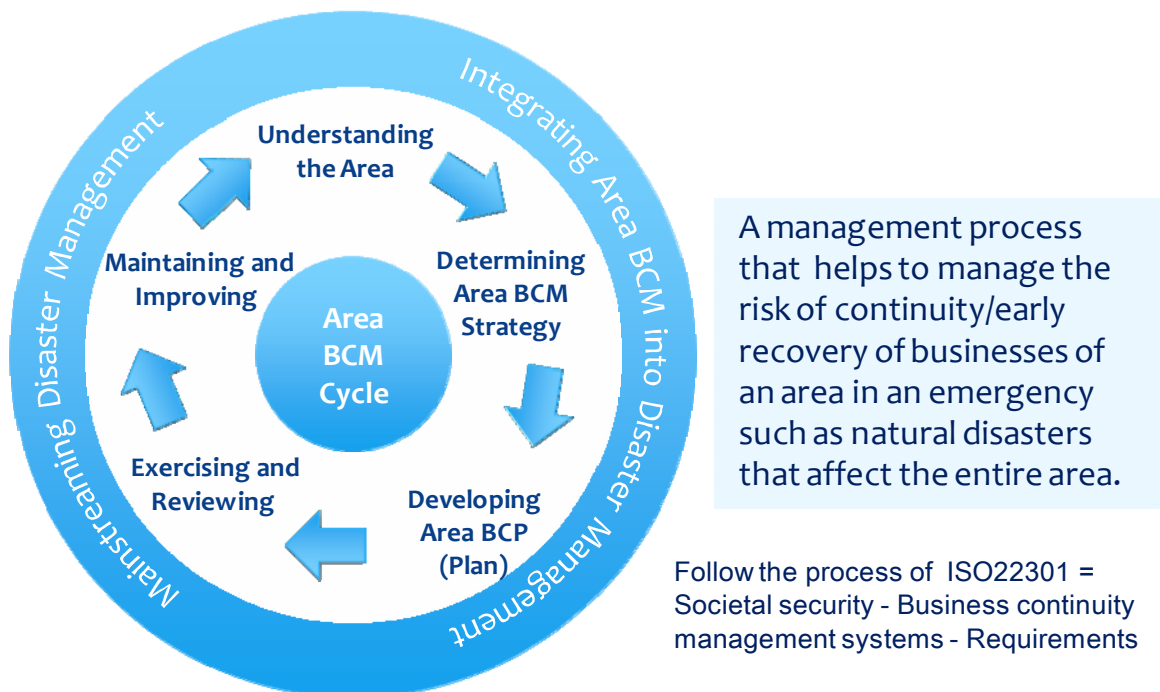 Mainstreaming Disaster Management
Integrating Area BCM into Disaster Management
Understanding
the Area
Determining
Area BCM
Strategy
Developing
Area BCP
(Plan)
Exercising and
Reviewing
Maintaining and
Improving
Area
BCM
Cycle
A management process
that helps to manage the
risk of continuity/early
recovery of businesses of
an area in an emergency
such as natural disasters
that affect the entire area.
Follow the process of ISO22301 =
Societal security - Business continuity
management systems - Requirements